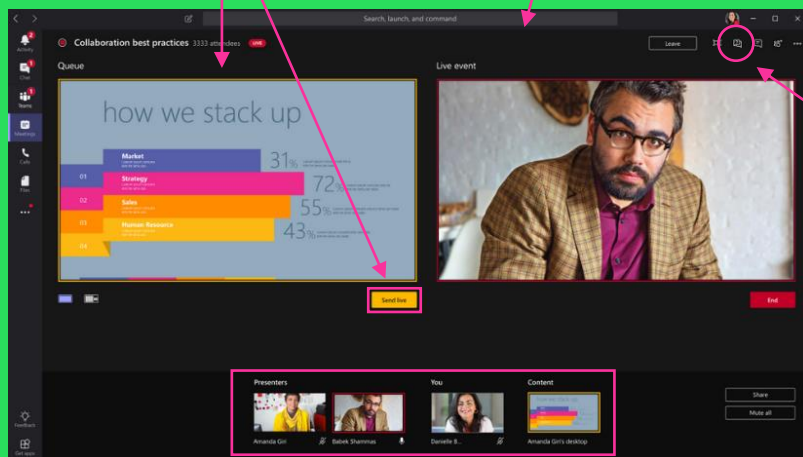 Search, launch, and command
Activity
2
Chat
1
Teams
1
Meetings
Calls
Files
Feedback
Get apps
Collaboration best practices 3333 attendees LIVE
Leave
Queue
Live event
how we stack up
01
02
03
04
Market
Strategy
Sales
Human Resource
31%
72%
55%
43%
Send live
End
Presenters
You
Content
Amanda Giri
Babek Shammas
Danielle B...
Amanda Giri's desktop
Share
Mute all